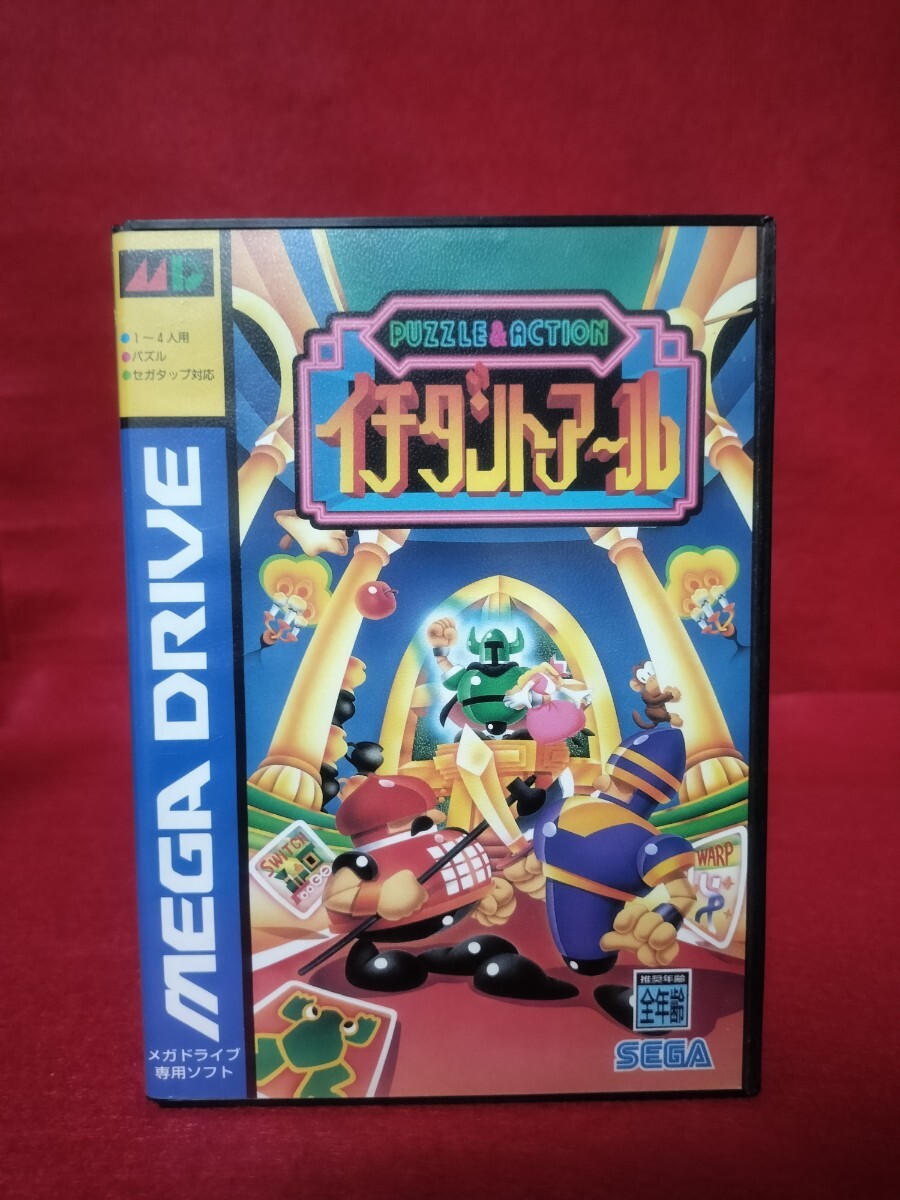 ●1〜4人用
●パズル
●セガタップ対応
MEGA DRIVE
メガドライブ
専用ソフト
PUZZLE & ACTION
イチダントアール
SWITCH
WARP
推奨年齢
全年齢
SEGA